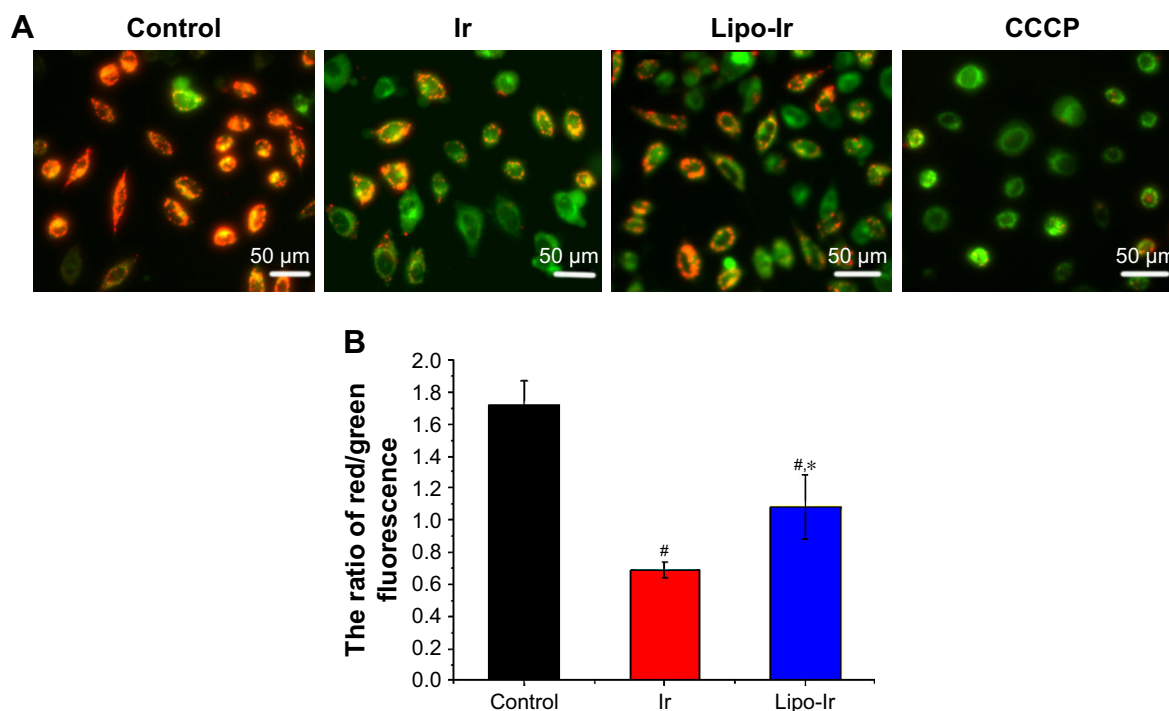 A
Control
Ir
Lipo-Ir
CCCP
50 µm
50 µm
50 µm
50 µm
B
The ratio of red/green
fluorescence
2.0
1.8
1.6
1.4
1.2
1.0
0.8
0.6
0.4
0.2
0.0
#
#,*
Control
Ir
Lipo-Ir